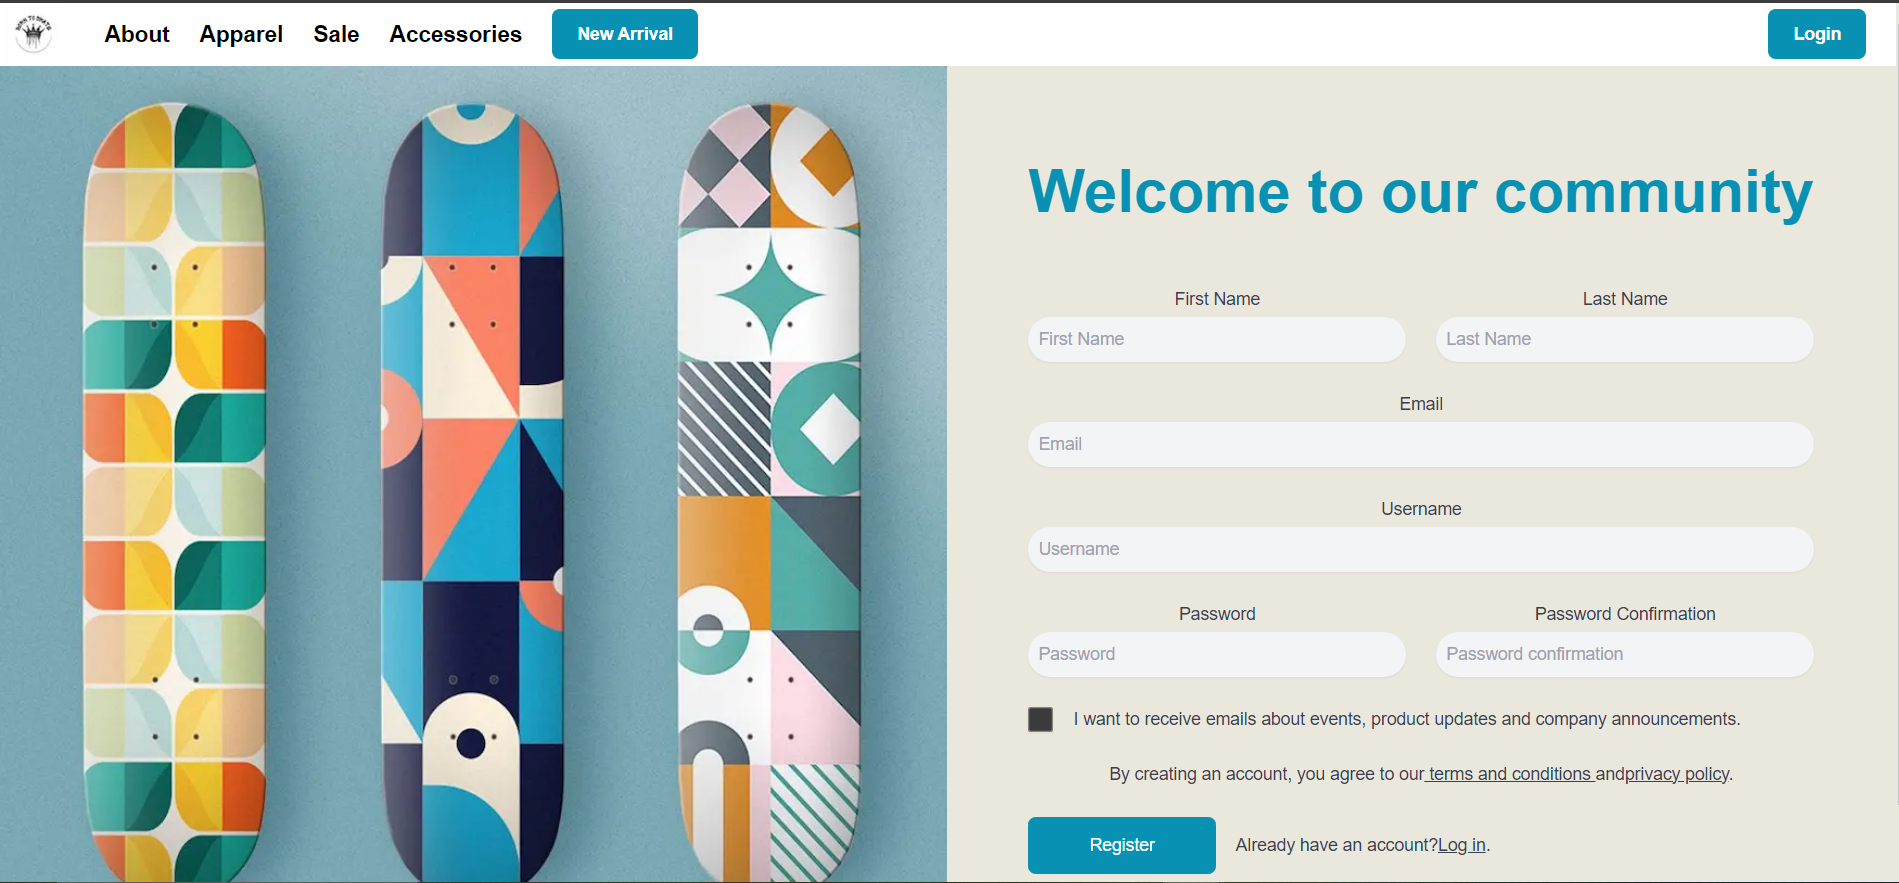 BORN TO SKATE
About Apparel Sale Accessories New Arrival Login
Welcome to our community
First Name Last Name
First Name Last Name
Email
Email
Username
Username
Password Password Confirmation
Password Password confirmation
I want to receive emails about events, product updates and company announcements.
By creating an account, you agree to our terms and conditions andprivacy policy.
Register Already have an account?Log in.